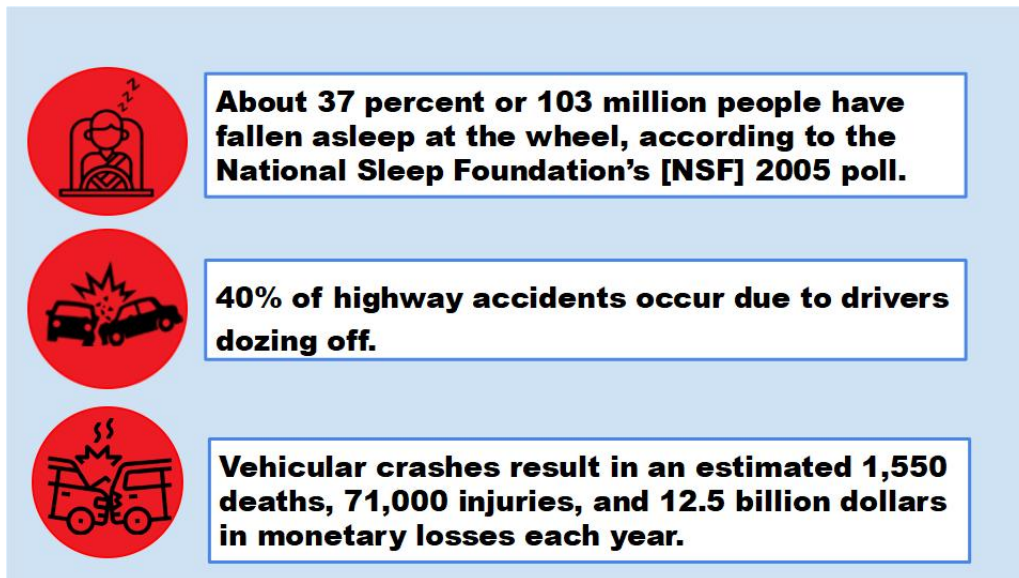 zzz
About 37 percent or 103 million people have
fallen asleep at the wheel, according to the
National Sleep Foundation’s [NSF] 2005 poll.
40% of highway accidents occur due to drivers
dozing off.
Vehicular crashes result in an estimated 1,550
deaths, 71,000 injuries, and 12.5 billion dollars
in monetary losses each year.